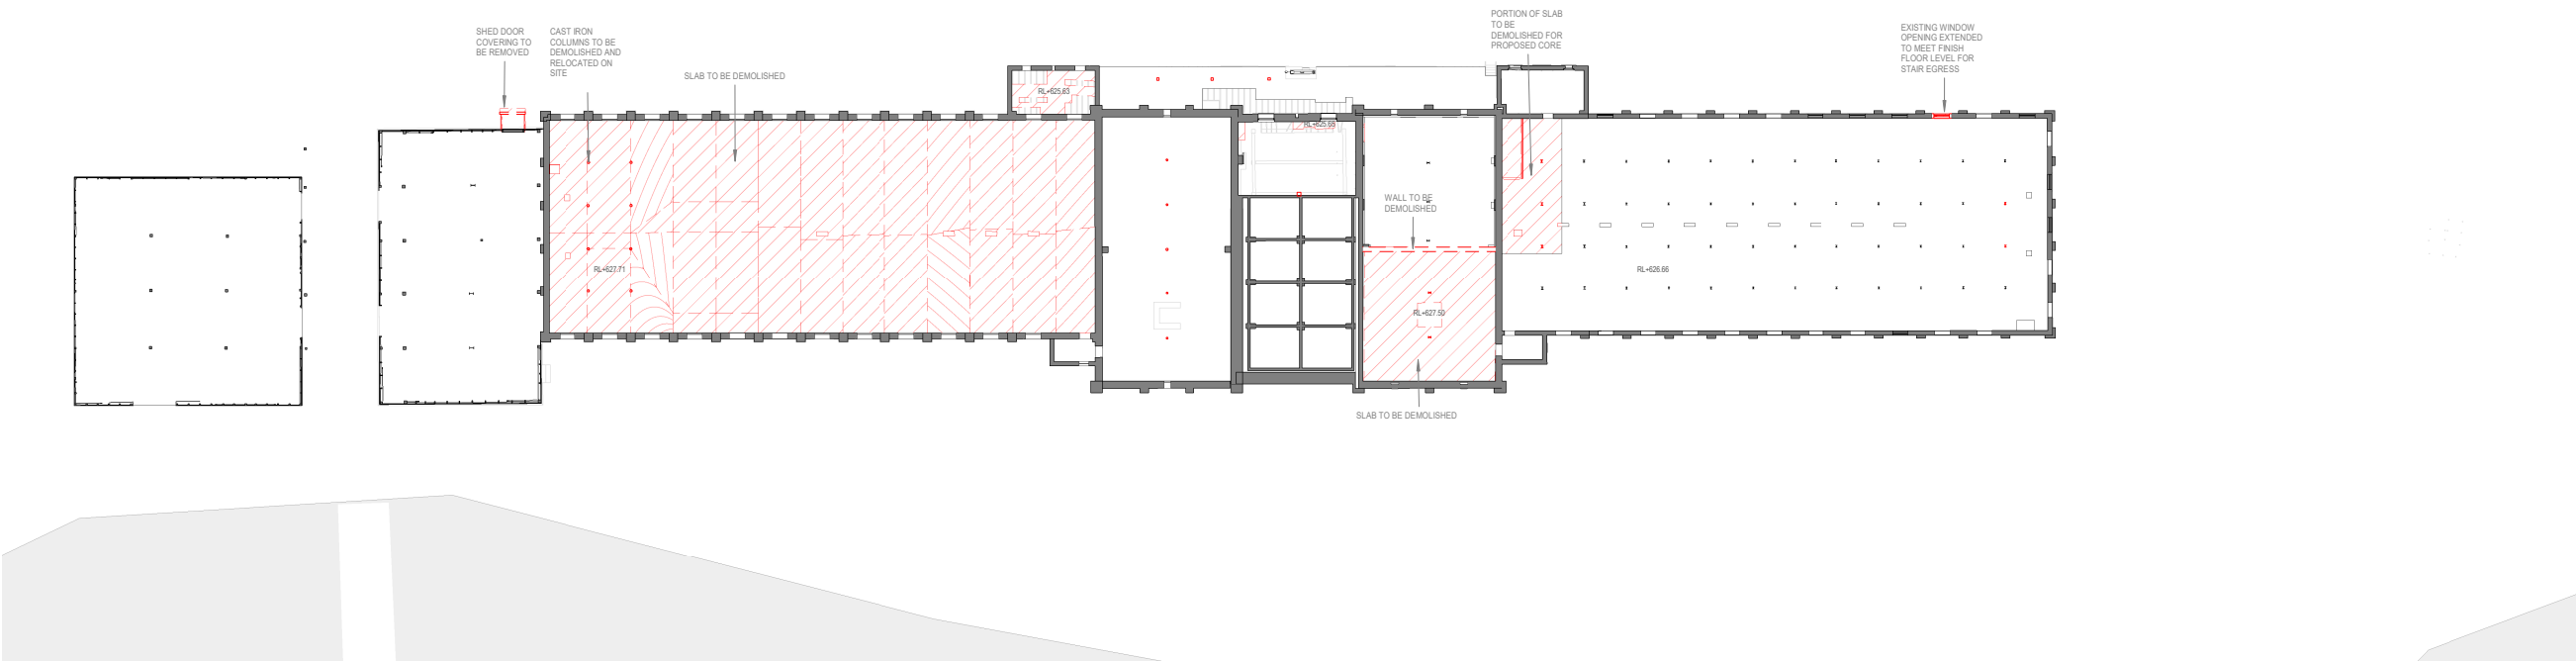 SHED DOOR
COVERING TO
BE REMOVED
CAST IRON
COLUMNS TO BE
DEMOLISHED AND
RELOCATED ON
SITE
SLAB TO BE DEMOLISHED
PORTION OF SLAB
TO BE
DEMOLISHED FOR
PROPOSED CORE
EXISTING WINDOW
OPENING EXTENDED
TO MEET FINISH
FLOOR LEVEL FOR
STAIR EGRESS
RL+625.63
RL+625.65
WALL TO BE
DEMOLISHED
RL+627.71
RL+626.66
RL+627.50
SLAB TO BE DEMOLISHED